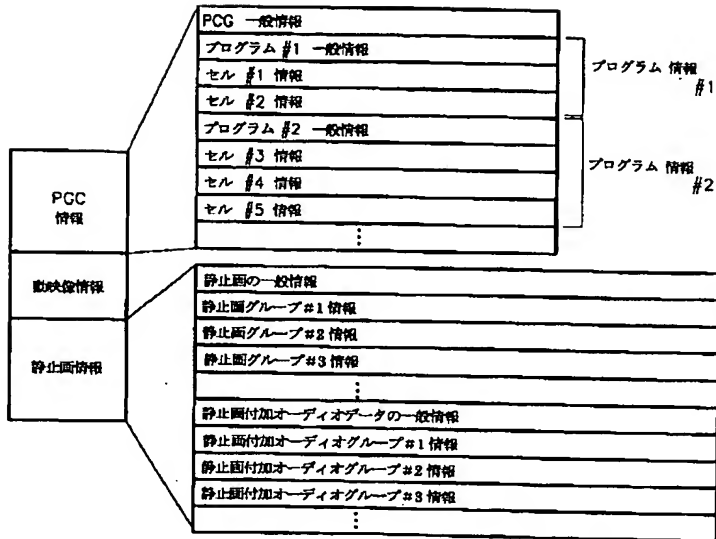 PCG 一般情報
プログラム #1 一般情報
セル #1 情報
セル #2 情報
プログラム #2 一般情報
セル #3 情報
セル #4 情報
セル #5 情報
プログラム 情報
#1
プログラム 情報
#2
PGC
情報
動映像情報
静止画情報
静止画の一般情報
静止画グループ#1 情報
静止画グループ#2 情報
静止画グループ#3 情報
静止画付加オーディオデータの一般情報
静止画付加オーディオグループ#1 情報
静止画付加オーディオグループ#2 情報
静止画付加オーディオグループ#3 情報